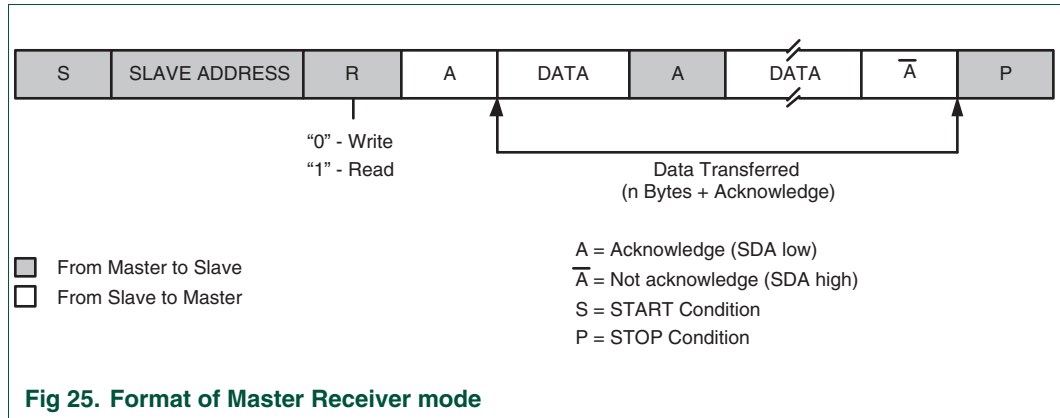 S SLAVE ADDRESS R A DATA A DATA A̅ P
“0” - Write
“1” - Read
Data Transferred
(n Bytes + Acknowledge)
From Master to Slave
From Slave to Master
A = Acknowledge (SDA low)
A̅ = Not acknowledge (SDA high)
S = START Condition
P = STOP Condition
Fig 25. Format of Master Receiver mode